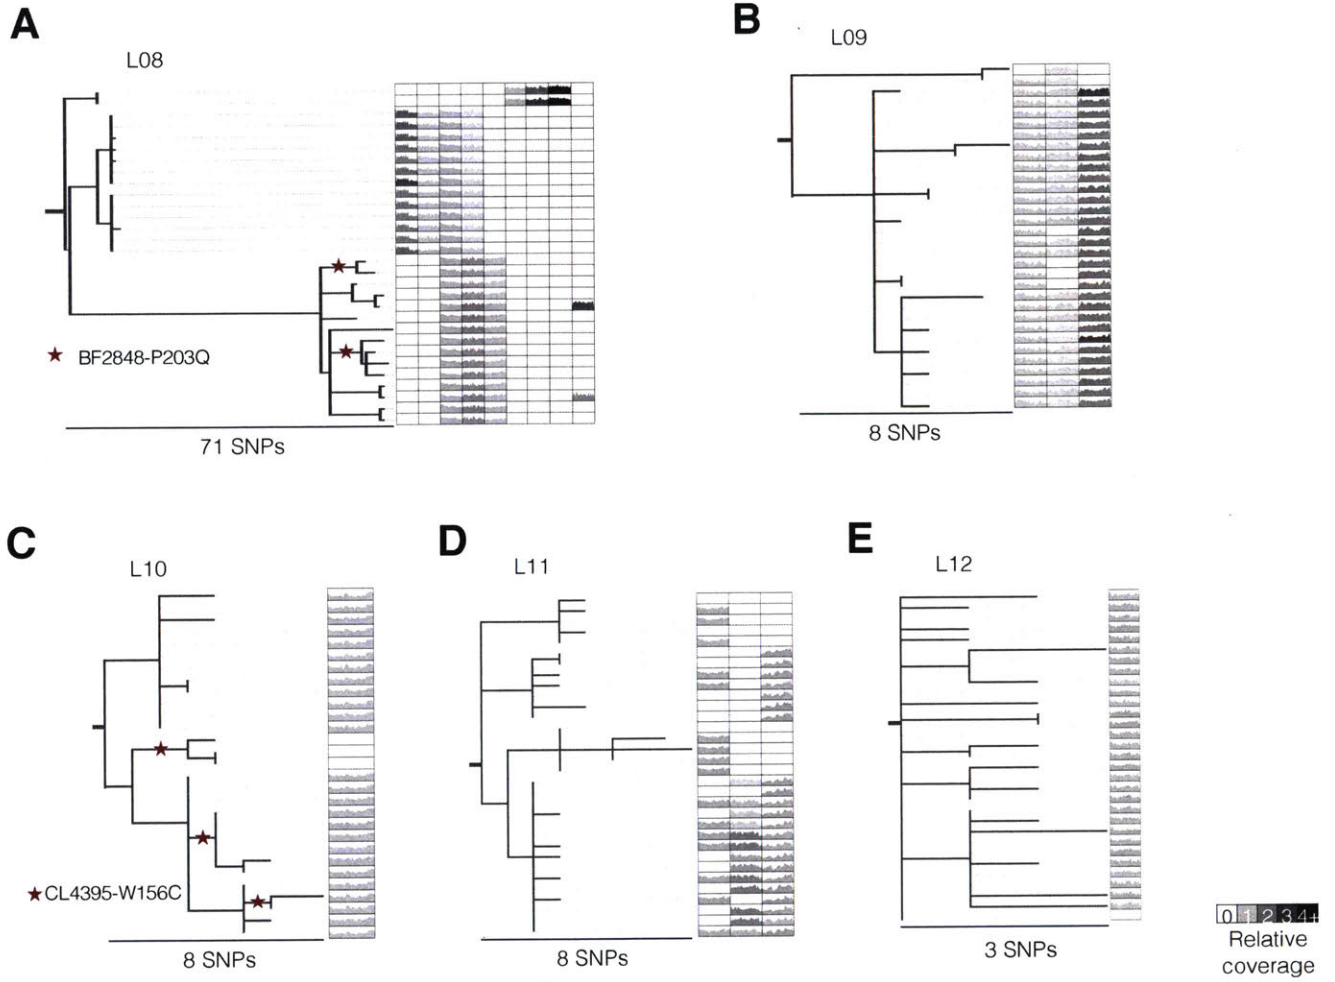 A
L08
★ BF2848-P203Q
71 SNPs
B
L09
8 SNPs
C
L10
★CL4395-W156C
8 SNPs
D
L11
8 SNPs
E
L12
3 SNPs
0 1 2 3 4+
Relative
coverage